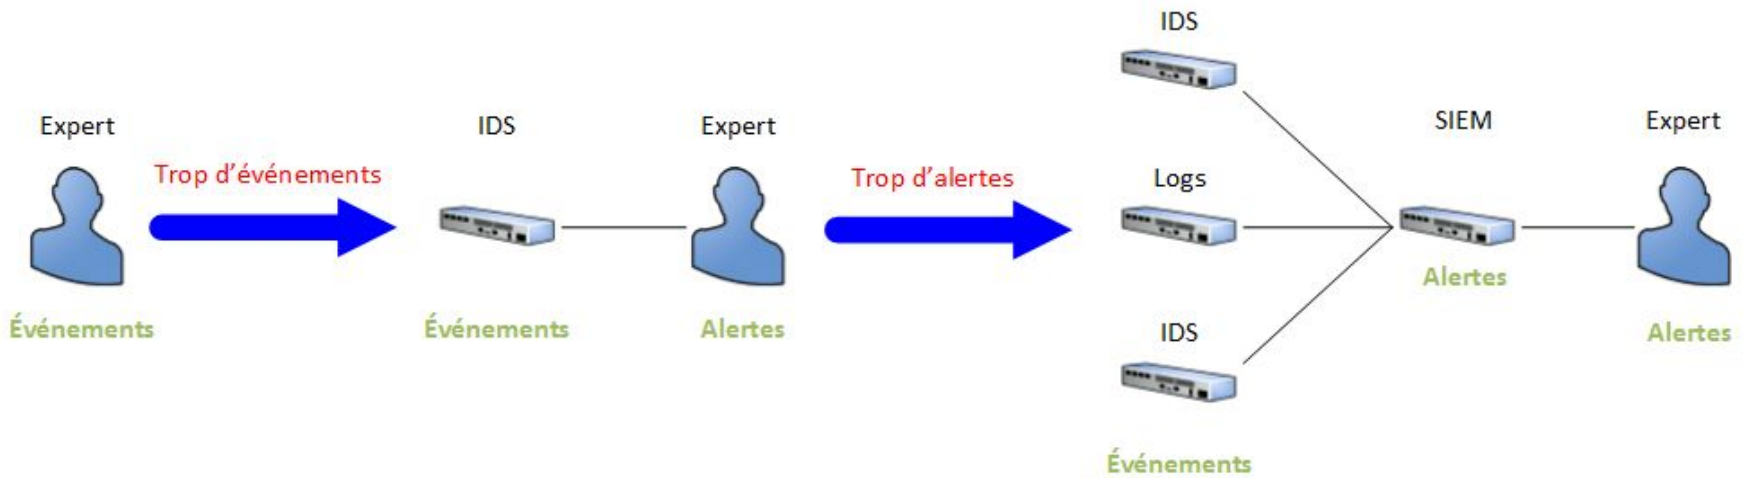 Expert
Trop d'événements
Événements
IDS
Événements
Expert
Alertes
Trop d'alertes
IDS
Logs
IDS
Événements
SIEM
Alertes
Expert
Alertes